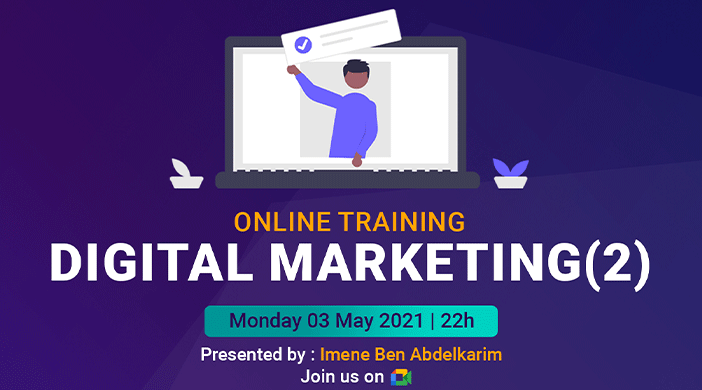 ONLINE TRAINING
DIGITAL MARKETING(2)
Monday 03 May 2021 | 22h
Presented by : Imene Ben Abdelkarim
Join us on